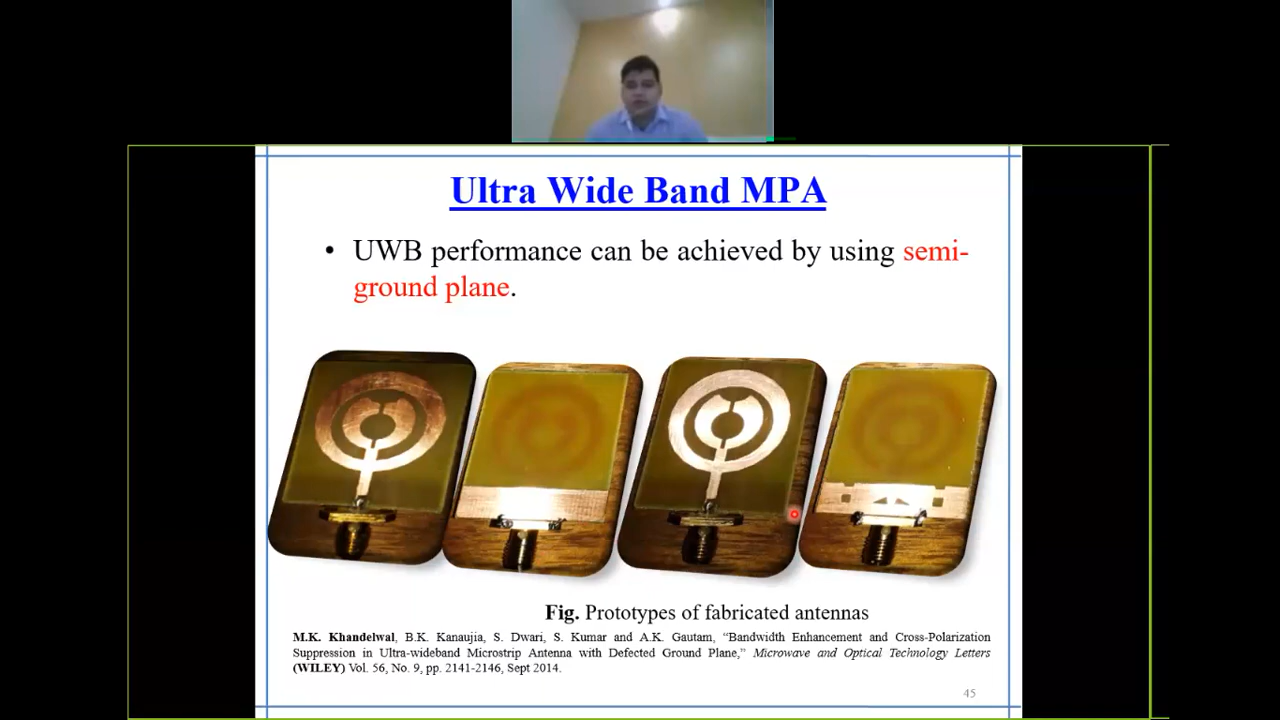 Ultra Wide Band MPA
• UWB performance can be achieved by using semi-
ground plane.
Fig. Prototypes of fabricated antennas
M.K. Khandelwal, B.K. Kanaujia, S. Dwari, S. Kumar and A.K. Gautam, “Bandwidth Enhancement and Cross-Polarization
Suppression in Ultra-wideband Microstrip Antenna with Defected Ground Plane,” Microwave and Optical Technology Letters
(WILEY) Vol. 56, No. 9, pp. 2141-2146, Sept 2014.
45